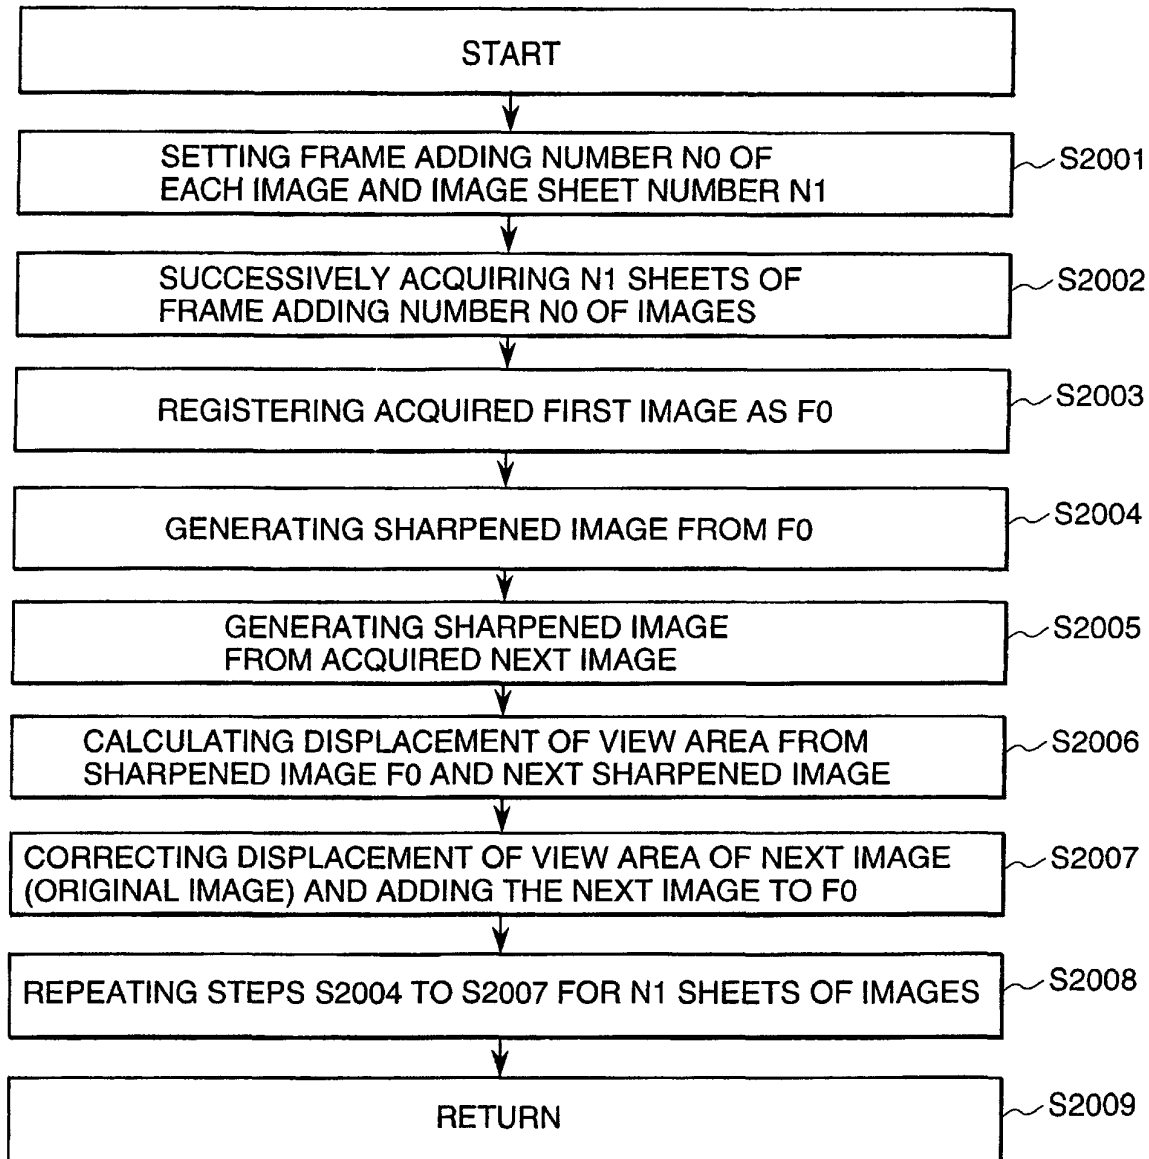 START
SETTING FRAME ADDING NUMBER N0 OF
EACH IMAGE AND IMAGE SHEET NUMBER N1
S2001
SUCCESSIVELY ACQUIRING N1 SHEETS OF
FRAME ADDING NUMBER N0 OF IMAGES
S2002
REGISTERING ACQUIRED FIRST IMAGE AS F0
S2003
GENERATING SHARPENED IMAGE FROM F0
S2004
GENERATING SHARPENED IMAGE
FROM ACQUIRED NEXT IMAGE
S2005
CALCULATING DISPLACEMENT OF VIEW AREA FROM
SHARPENED IMAGE F0 AND NEXT SHARPENED IMAGE
S2006
CORRECTING DISPLACEMENT OF VIEW AREA OF NEXT IMAGE
(ORIGINAL IMAGE) AND ADDING THE NEXT IMAGE TO F0
S2007
REPEATING STEPS S2004 TO S2007 FOR N1 SHEETS OF IMAGES
S2008
RETURN
S2009